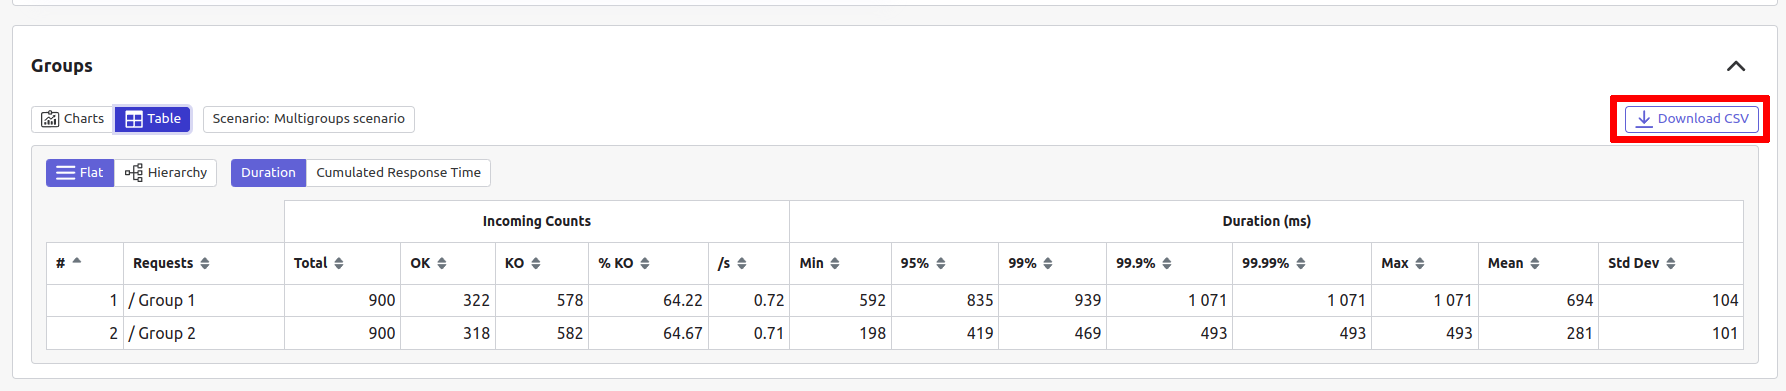 Groups
Charts Table Scenario: Multigroups scenario Download CSV
Flat Hierarchy Duration Cumulated Response Time
Incoming Counts Duration (ms)
# Requests Total OK KO % KO /s Min 95% 99% 99.9% 99.99% Max Mean Std Dev
1 / Group 1 900 322 578 64.22 0.72 592 835 939 1 071 1 071 1 071 694 104
2 / Group 2 900 318 582 64.67 0.71 198 419 469 493 493 493 281 101